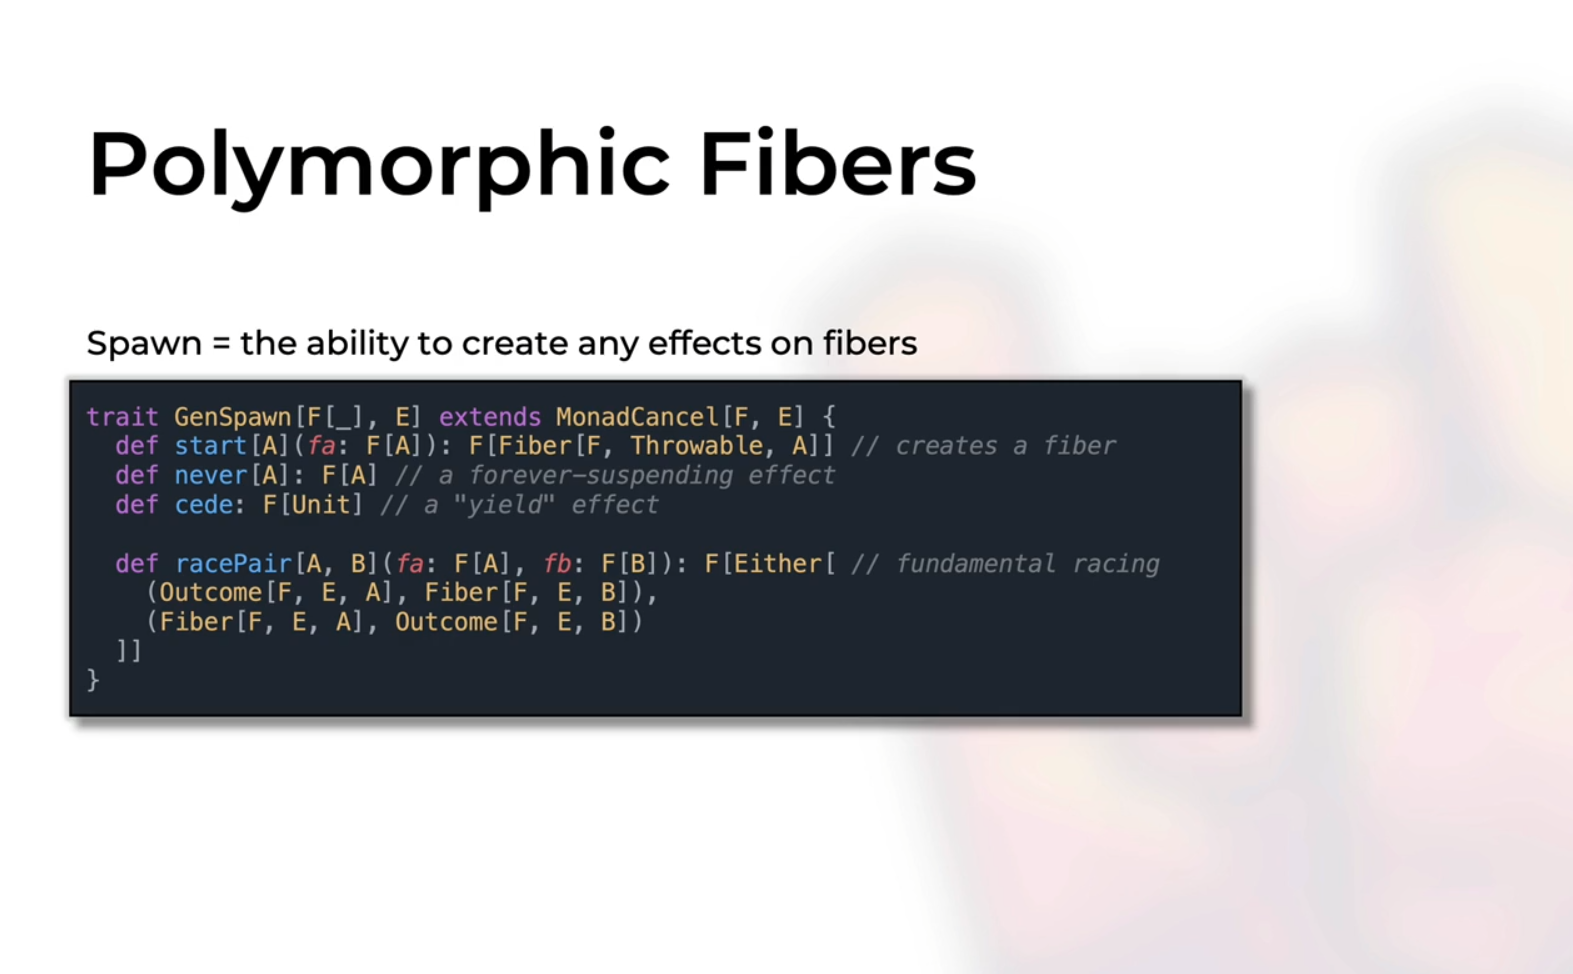 Polymorphic Fibers
Spawn = the ability to create any effects on fibers
trait GenSpawn[F[_], E] extends MonadCancel[F, E] {
  def start[A](fa: F[A]): F[Fiber[F, Throwable, A]] // creates a fiber
  def never[A]: F[A] // a forever-suspending effect
  def cede: F[Unit] // a "yield" effect
  def racePair[A, B](fa: F[A], fb: F[B]): F[Either[ // fundamental racing
    (Outcome[F, E, A], Fiber[F, E, B]),
    (Fiber[F, E, A], Outcome[F, E, B])
  ]]
}